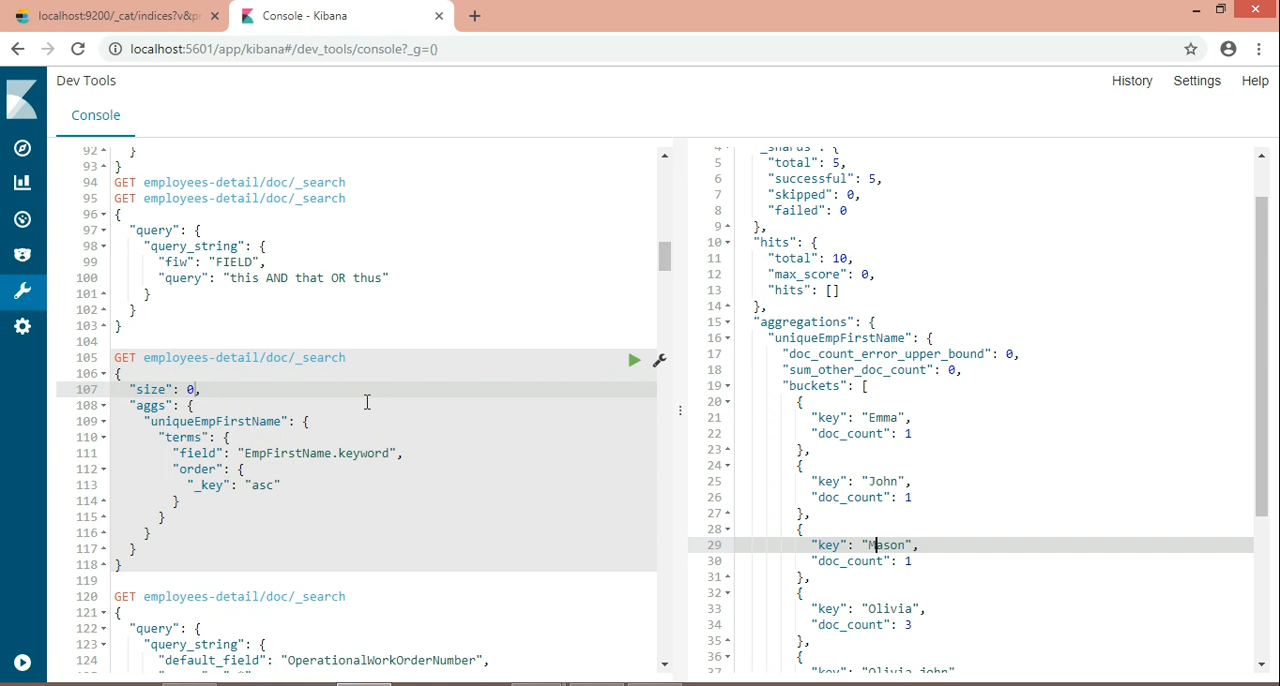 localhost:9200/_cat/indices?v&pr
Console - Kibana
localhost:5601/app/kibana#/dev_tools/console?_g=()
Dev Tools
History Settings Help
Console
92 }
93 }
94 GET employees-detail/doc/_search
95 GET employees-detail/doc/_search
96 {
97 "query": {
98 "query_string": {
99 "fiw": "FIELD",
100 "query": "this AND that OR thus"
101 }
102 }
103 }
104
105 GET employees-detail/doc/_search
106 {
107 "size": 0,
108 "aggs": {
109 "uniqueEmpFirstName": {
110 "terms": {
111 "field": "EmpFirstName.keyword",
112 "order": {
113 "_key": "asc"
114 }
115 }
116 }
117 }
118 }
119
120 GET employees-detail/doc/_search
121 {
122 "query": {
123 "query_string": {
124 "default_field": "OperationalWorkOrderNumber",
4 "_shards": {
5 "total": 5,
6 "successful": 5,
7 "skipped": 0,
8 "failed": 0
9 },
10 "hits": {
11 "total": 10,
12 "max_score": 0,
13 "hits": []
14 },
15 "aggregations": {
16 "uniqueEmpFirstName": {
17 "doc_count_error_upper_bound": 0,
18 "sum_other_doc_count": 0,
19 "buckets": [
20 {
21 "key": "Emma",
22 "doc_count": 1
23 },
24 {
25 "key": "John",
26 "doc_count": 1
27 },
28 {
29 "key": "Mason",
30 "doc_count": 1
31 },
32 {
33 "key": "Olivia",
34 "doc_count": 3
35 },
36 {
37 "key": "Olivia john"